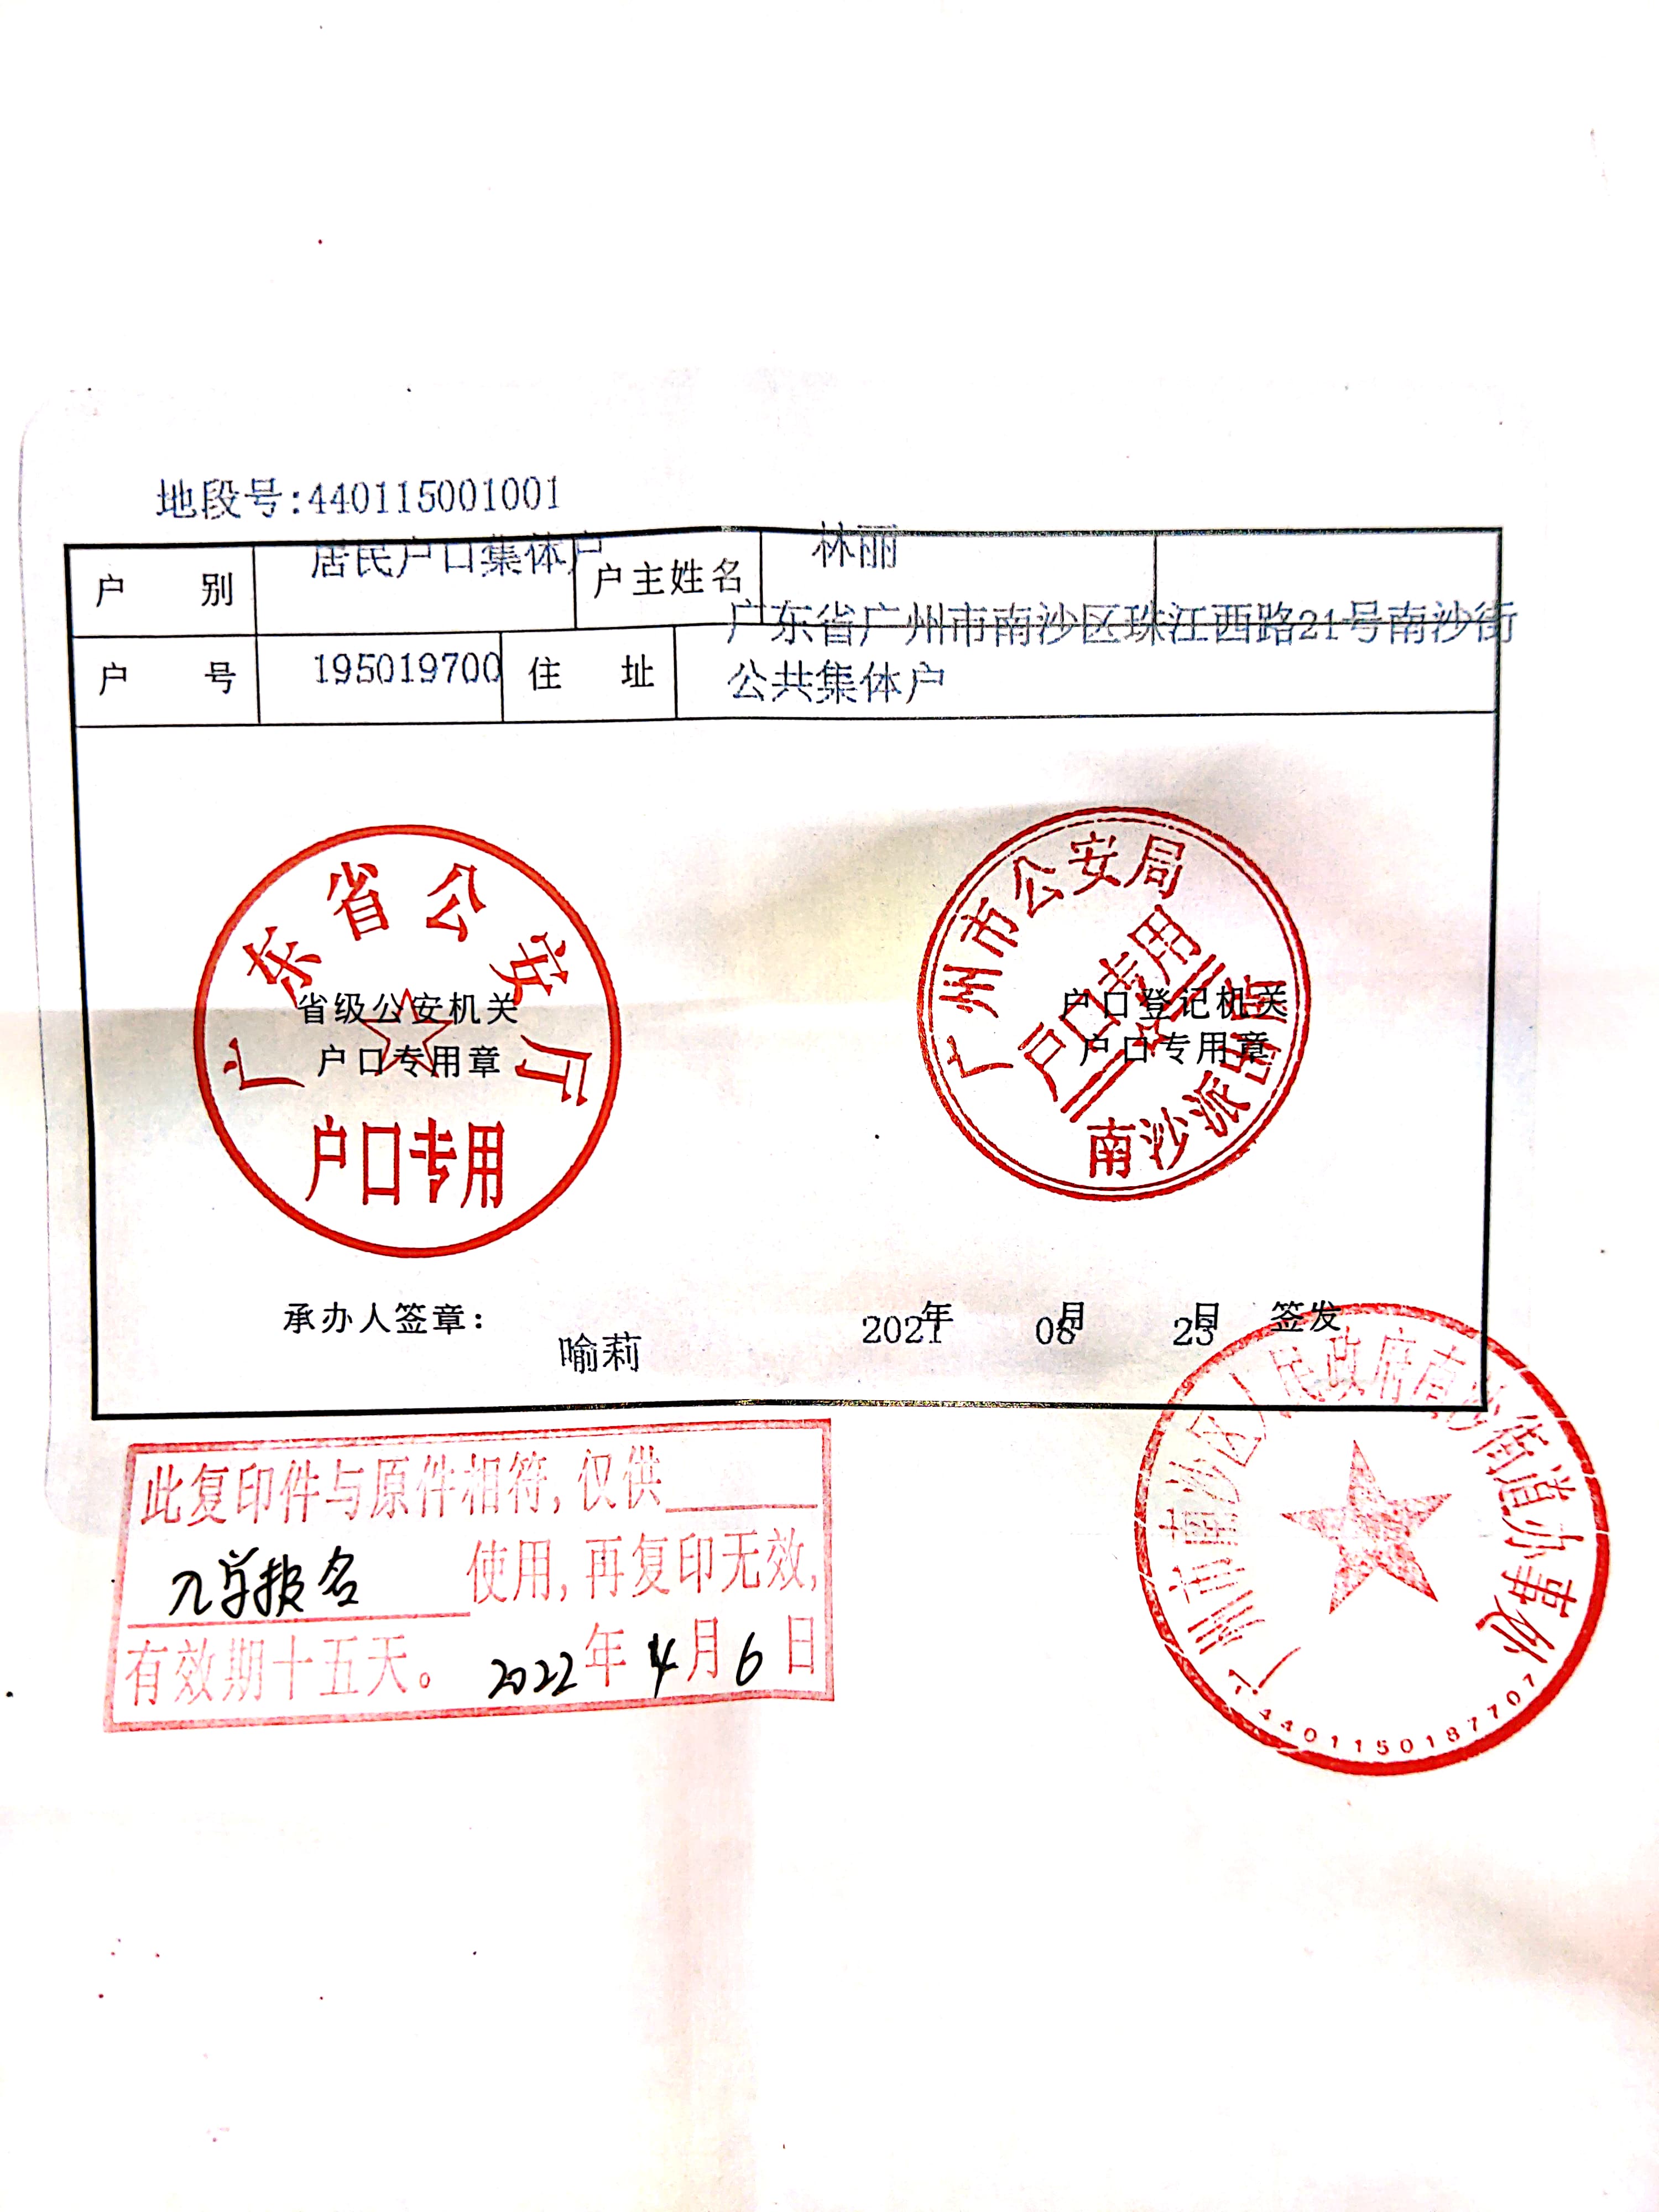 地段号:440115001001
户 别 居民户口集体户 户主姓名 林丽
户 号 195019700 住 址 广东省广州市南沙区珠江西路21号南沙街
公共集体户
广东省公安厅
省级公安机关
户口专用章
户口专用
广州市公安局
户口专用
户口登记机关
户口专用章
南沙派出所
承办人签章: 喻莉
2021年 月 日 签发
此复印件与原件相符,仅供
入学报名 使用,再复印无效,
有效期十五天。 2022年4月6日
广州市南沙区人民政府南沙街道办事处
4401150187707